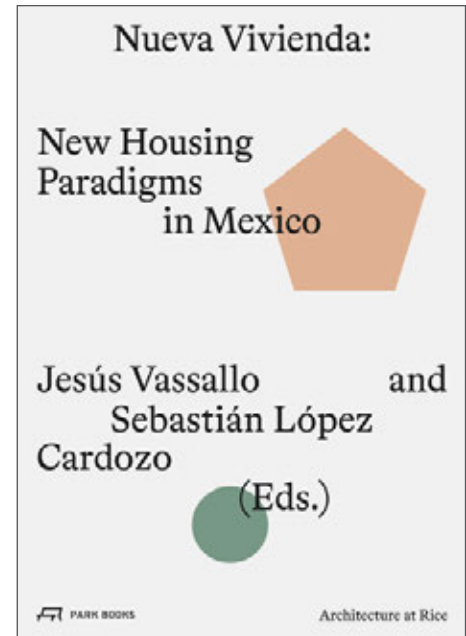 Nueva Vivienda:
New Housing
Paradigms
in Mexico
Jesús Vassallo and
Sebastián López
Cardozo
(Eds.)
PARK BOOKS
Architecture at Rice